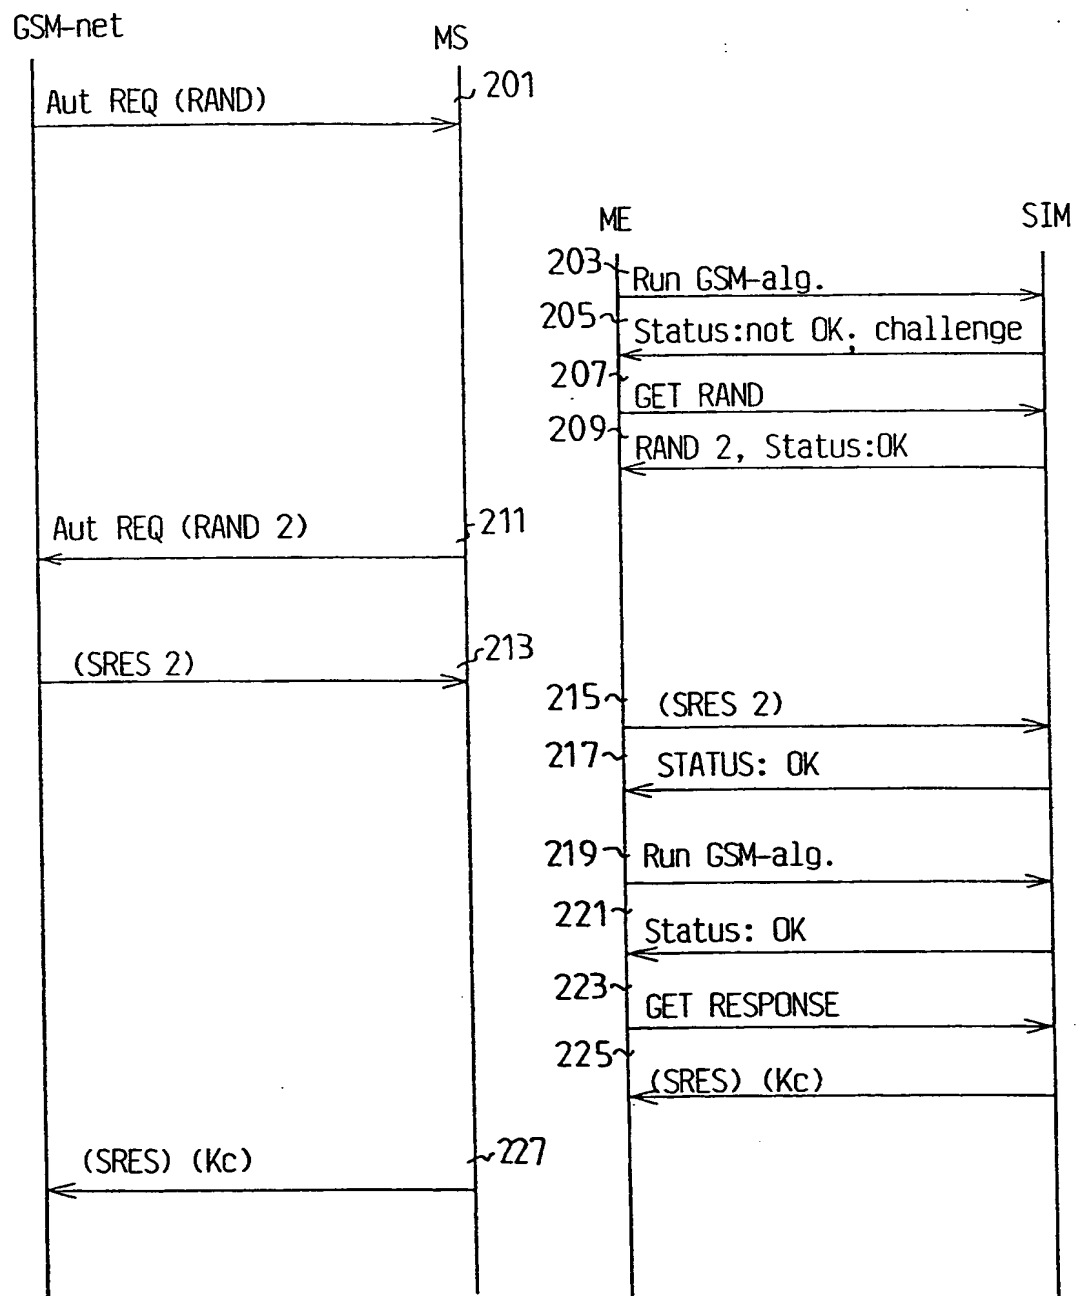 GSM-net
MS
201
Aut REQ (RAND)
ME
SIM
203
Run GSM-alg.
205
Status:not OK; challenge
207
GET RAND
209
RAND 2, Status:OK
211
Aut REQ (RAND 2)
213
(SRES 2)
215
(SRES 2)
217
STATUS: OK
219
Run GSM-alg.
221
Status: OK
223
GET RESPONSE
225
(SRES) (Kc)
227
(SRES) (Kc)